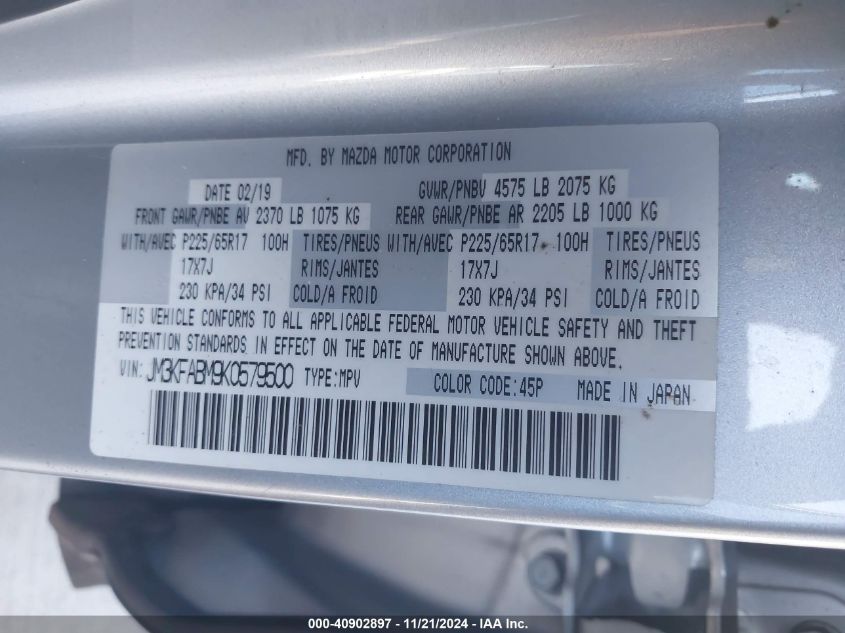 MFD. BY MAZDA MOTOR CORPORATION
DATE 02/19 GVWR/PNBV 4575 LB 2075 KG
FRONT GAWR/PNBE AV 2370 LB 1075 KG REAR GAWR/PNBE AR 2205 LB 1000 KG
WITH/AVEC P225/65R17 100H TIRES/PNEUS WITH/AVEC P225/65R17 100H TIRES/PNEUS
17X7J RIMS/JANTES 17X7J RIMS/JANTES
230 KPA/34 PSI COLD/A FROID 230 KPA/34 PSI COLD/A FROID
THIS VEHICLE CONFORMS TO ALL APPLICABLE FEDERAL MOTOR VEHICLE SAFETY AND THEFT
PREVENTION STANDARDS IN EFFECT ON THE DATE OF MANUFACTURE SHOWN ABOVE.
VIN: JM3KFABM9K0579500 TYPE:MPV COLOR CODE:45P MADE IN JAPAN
000-40902897 - 11/21/2024 - IAA Inc.